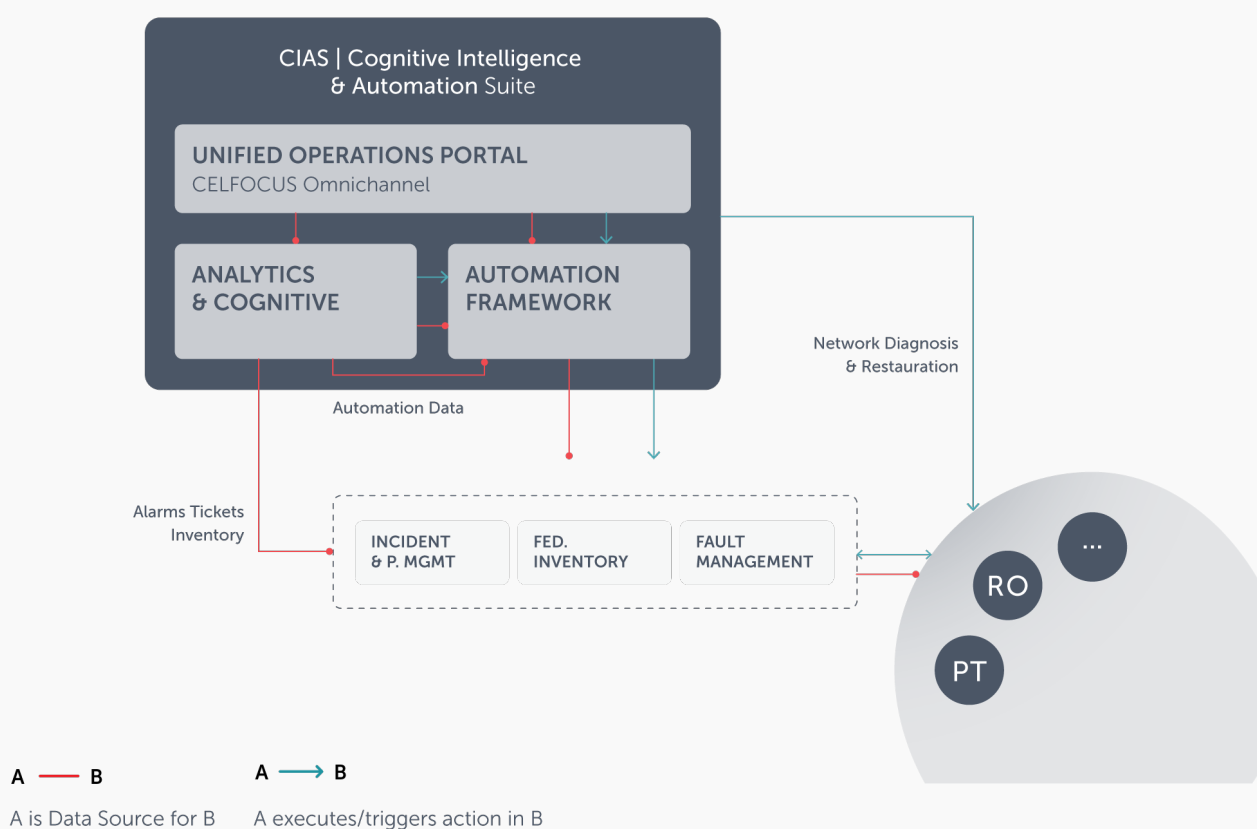 CIAS | Cognitive Intelligence
& Automation Suite
UNIFIED OPERATIONS PORTAL
CELFOCUS Omnichannel
ANALYTICS
& COGNITIVE
AUTOMATION
FRAMEWORK
Network Diagnosis
& Restauration
Automation Data
Alarms Tickets
Inventory
INCIDENT
& P. MGMT
FED.
INVENTORY
FAULT
MANAGEMENT
...
RO
PT
A B
A is Data Source for B
A B
A executes/triggers action in B